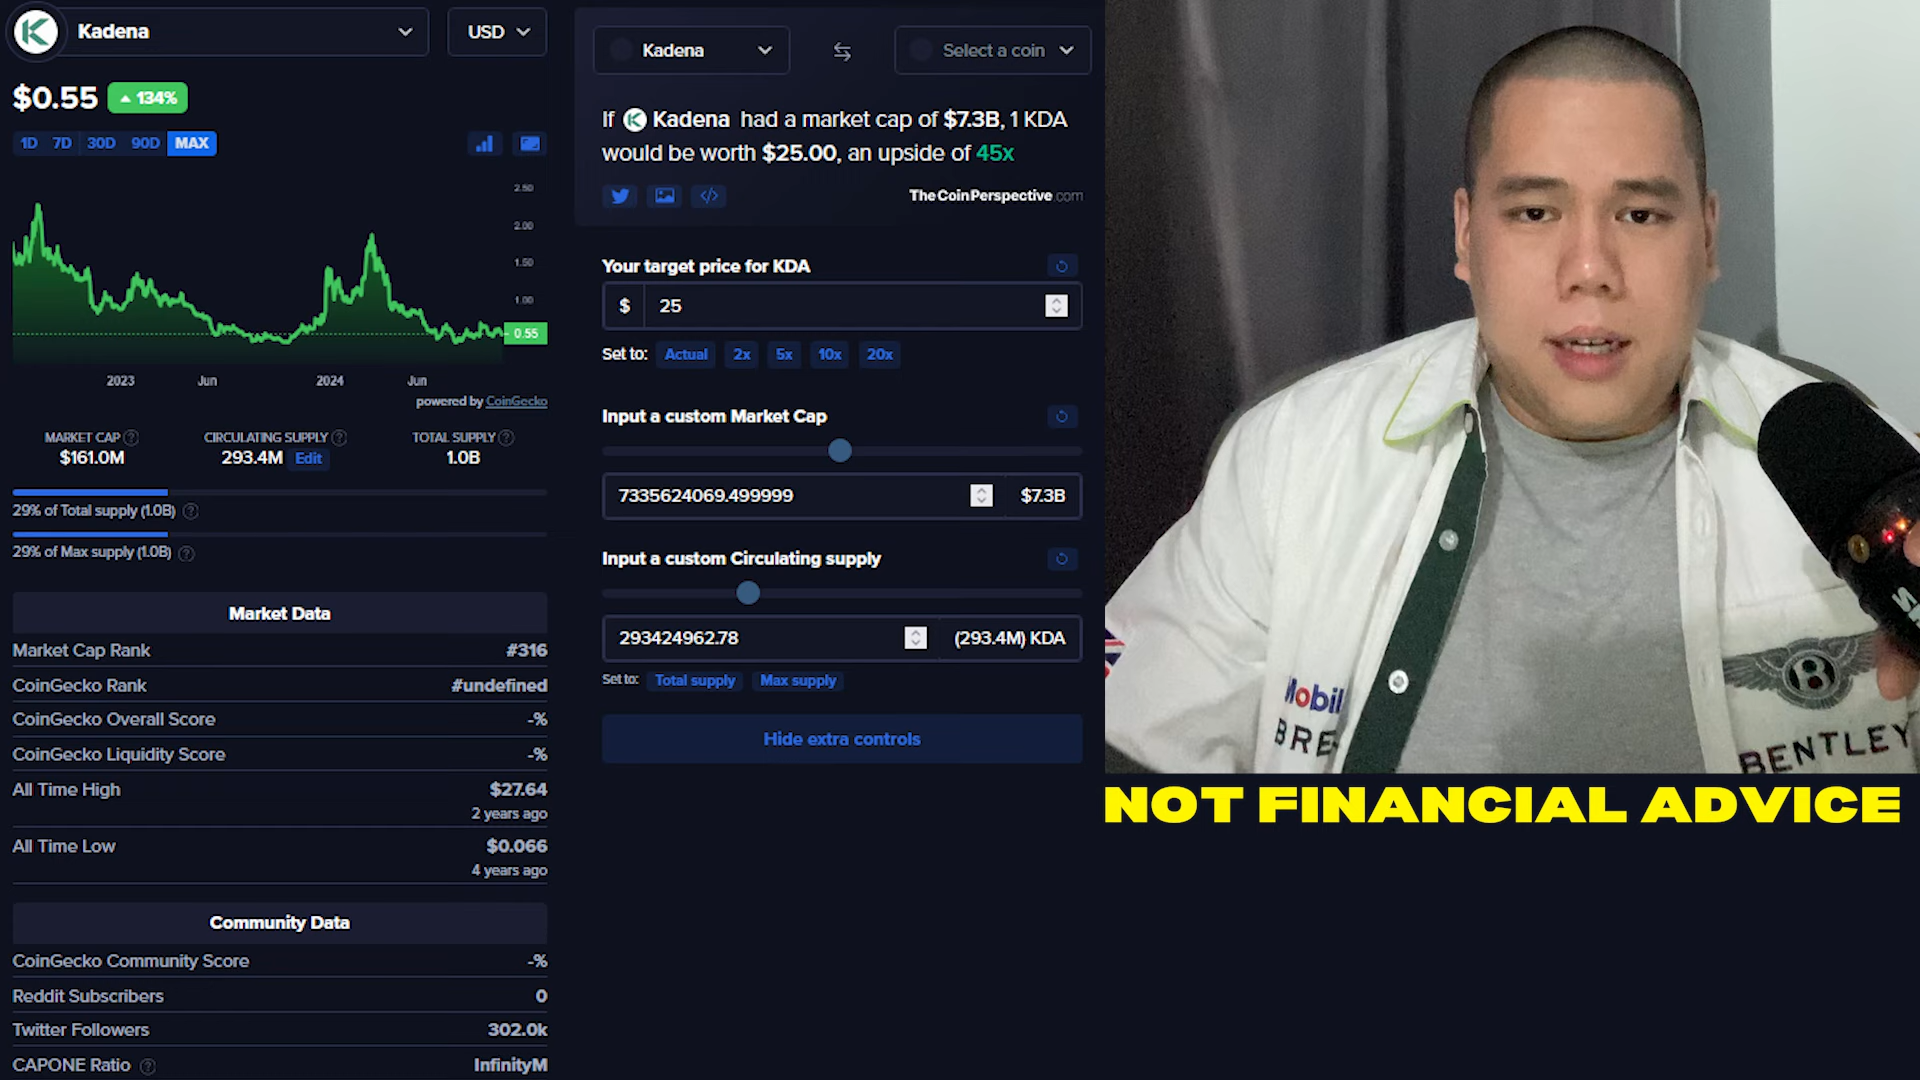 Kadena
USD
$0.55
134%
1D 7D 30D 90D MAX
2.50
2.00
1.50
1.00
0.55
2023 Jun 2024 Jun
powered by CoinGecko
MARKET CAP CIRCULATING SUPPLY TOTAL SUPPLY
$161.0M 293.4M Edit 1.0B
29% of Total supply (1.0B)
29% of Max supply (1.0B)
Market Data
Market Cap Rank #316
CoinGecko Rank #undefined
CoinGecko Overall Score -%
CoinGecko Liquidity Score -%
All Time High $27.64
2 years ago
All Time Low $0.066
4 years ago
Community Data
CoinGecko Community Score -%
Reddit Subscribers 0
Twitter Followers 302.0k
CAPONE Ratio InfinityM
Kadena Select a coin
If Kadena had a market cap of $7.3B, 1 KDA
would be worth $25.00, an upside of 45x
TheCoinPerspective.com
Your target price for KDA
$ 25
Set to: Actual 2x 5x 10x 20x
Input a custom Market Cap
7335624069.499999 $7.3B
Input a custom Circulating supply
293424962.78 (293.4M) KDA
Set to: Total supply Max supply
Hide extra controls
Mobil
BRE
B
BENTLEY
NOT FINANCIAL ADVICE